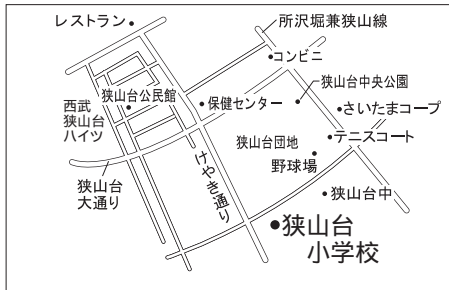 レストラン
所沢堀兼狭山線
コンビニ
狭山台中央公園
狭山台公民館
保健センター
さいたまコープ
西武
狭山台
ハイツ
テニスコート
狭山台団地
野球場
けやき通り
狭山台
大通り
狭山台中
狭山台
小学校